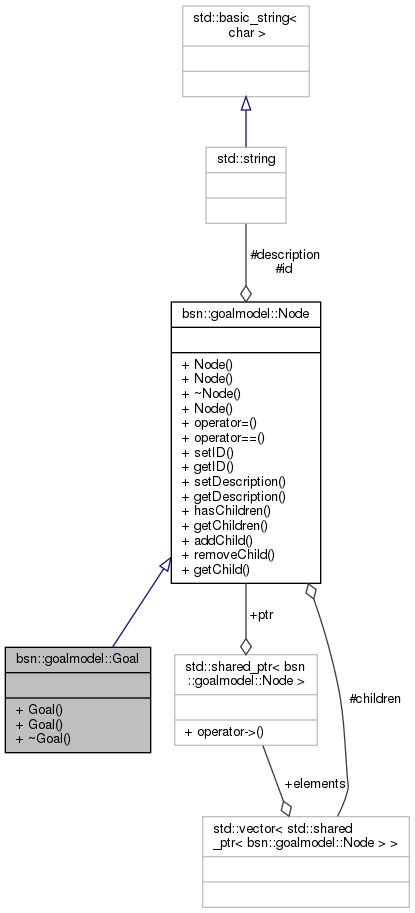 std::basic_string<
char >
std::string
#description
#id
bsn::goalmodel::Node
+ Node()
+ Node()
+ ~Node()
+ Node()
+ operator=()
+ operator==()
+ setID()
+ getID()
+ setDescription()
+ getDescription()
+ hasChildren()
+ getChildren()
+ addChild()
+ removeChild()
+ getChild()
+ptr
bsn::goalmodel::Goal
+ Goal()
+ Goal()
+ ~Goal()
std::shared_ptr< bsn
::goalmodel::Node >
+ operator->()
#children
+elements
std::vector< std::shared
_ptr< bsn::goalmodel::Node > >